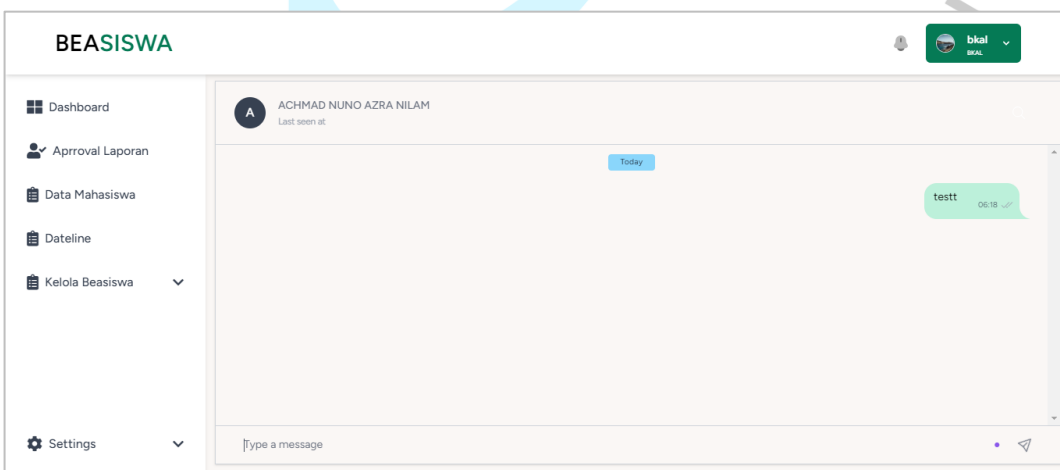 BEASISWA
bkal
BKAL
Dashboard
Aprroval Laporan
Data Mahasiswa
Dateline
Kelola Beasiswa
Settings
A
ACHMAD NUNO AZRA NILAM
Last seen at
Today
testt
06:18
Type a message